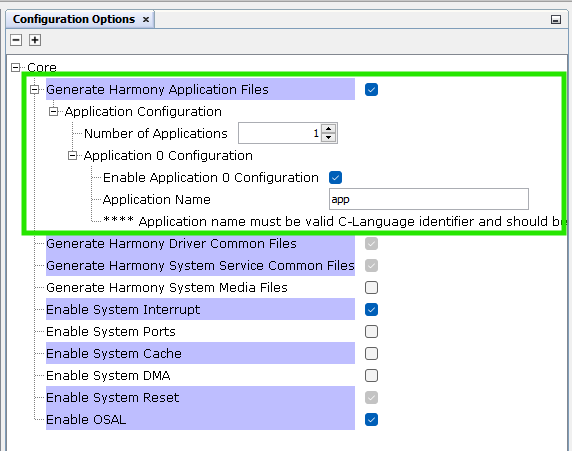 Configuration Options
Core
Generate Harmony Application Files
Application Configuration
Number of Applications 1
Application 0 Configuration
Enable Application 0 Configuration
Application Name app
**** Application name must be valid C-Language identifier and should be
Generate Harmony Driver Common Files
Generate Harmony System Service Common Files
Generate Harmony System Media Files
Enable System Interrupt
Enable System Ports
Enable System Cache
Enable System DMA
Enable System Reset
Enable OSAL